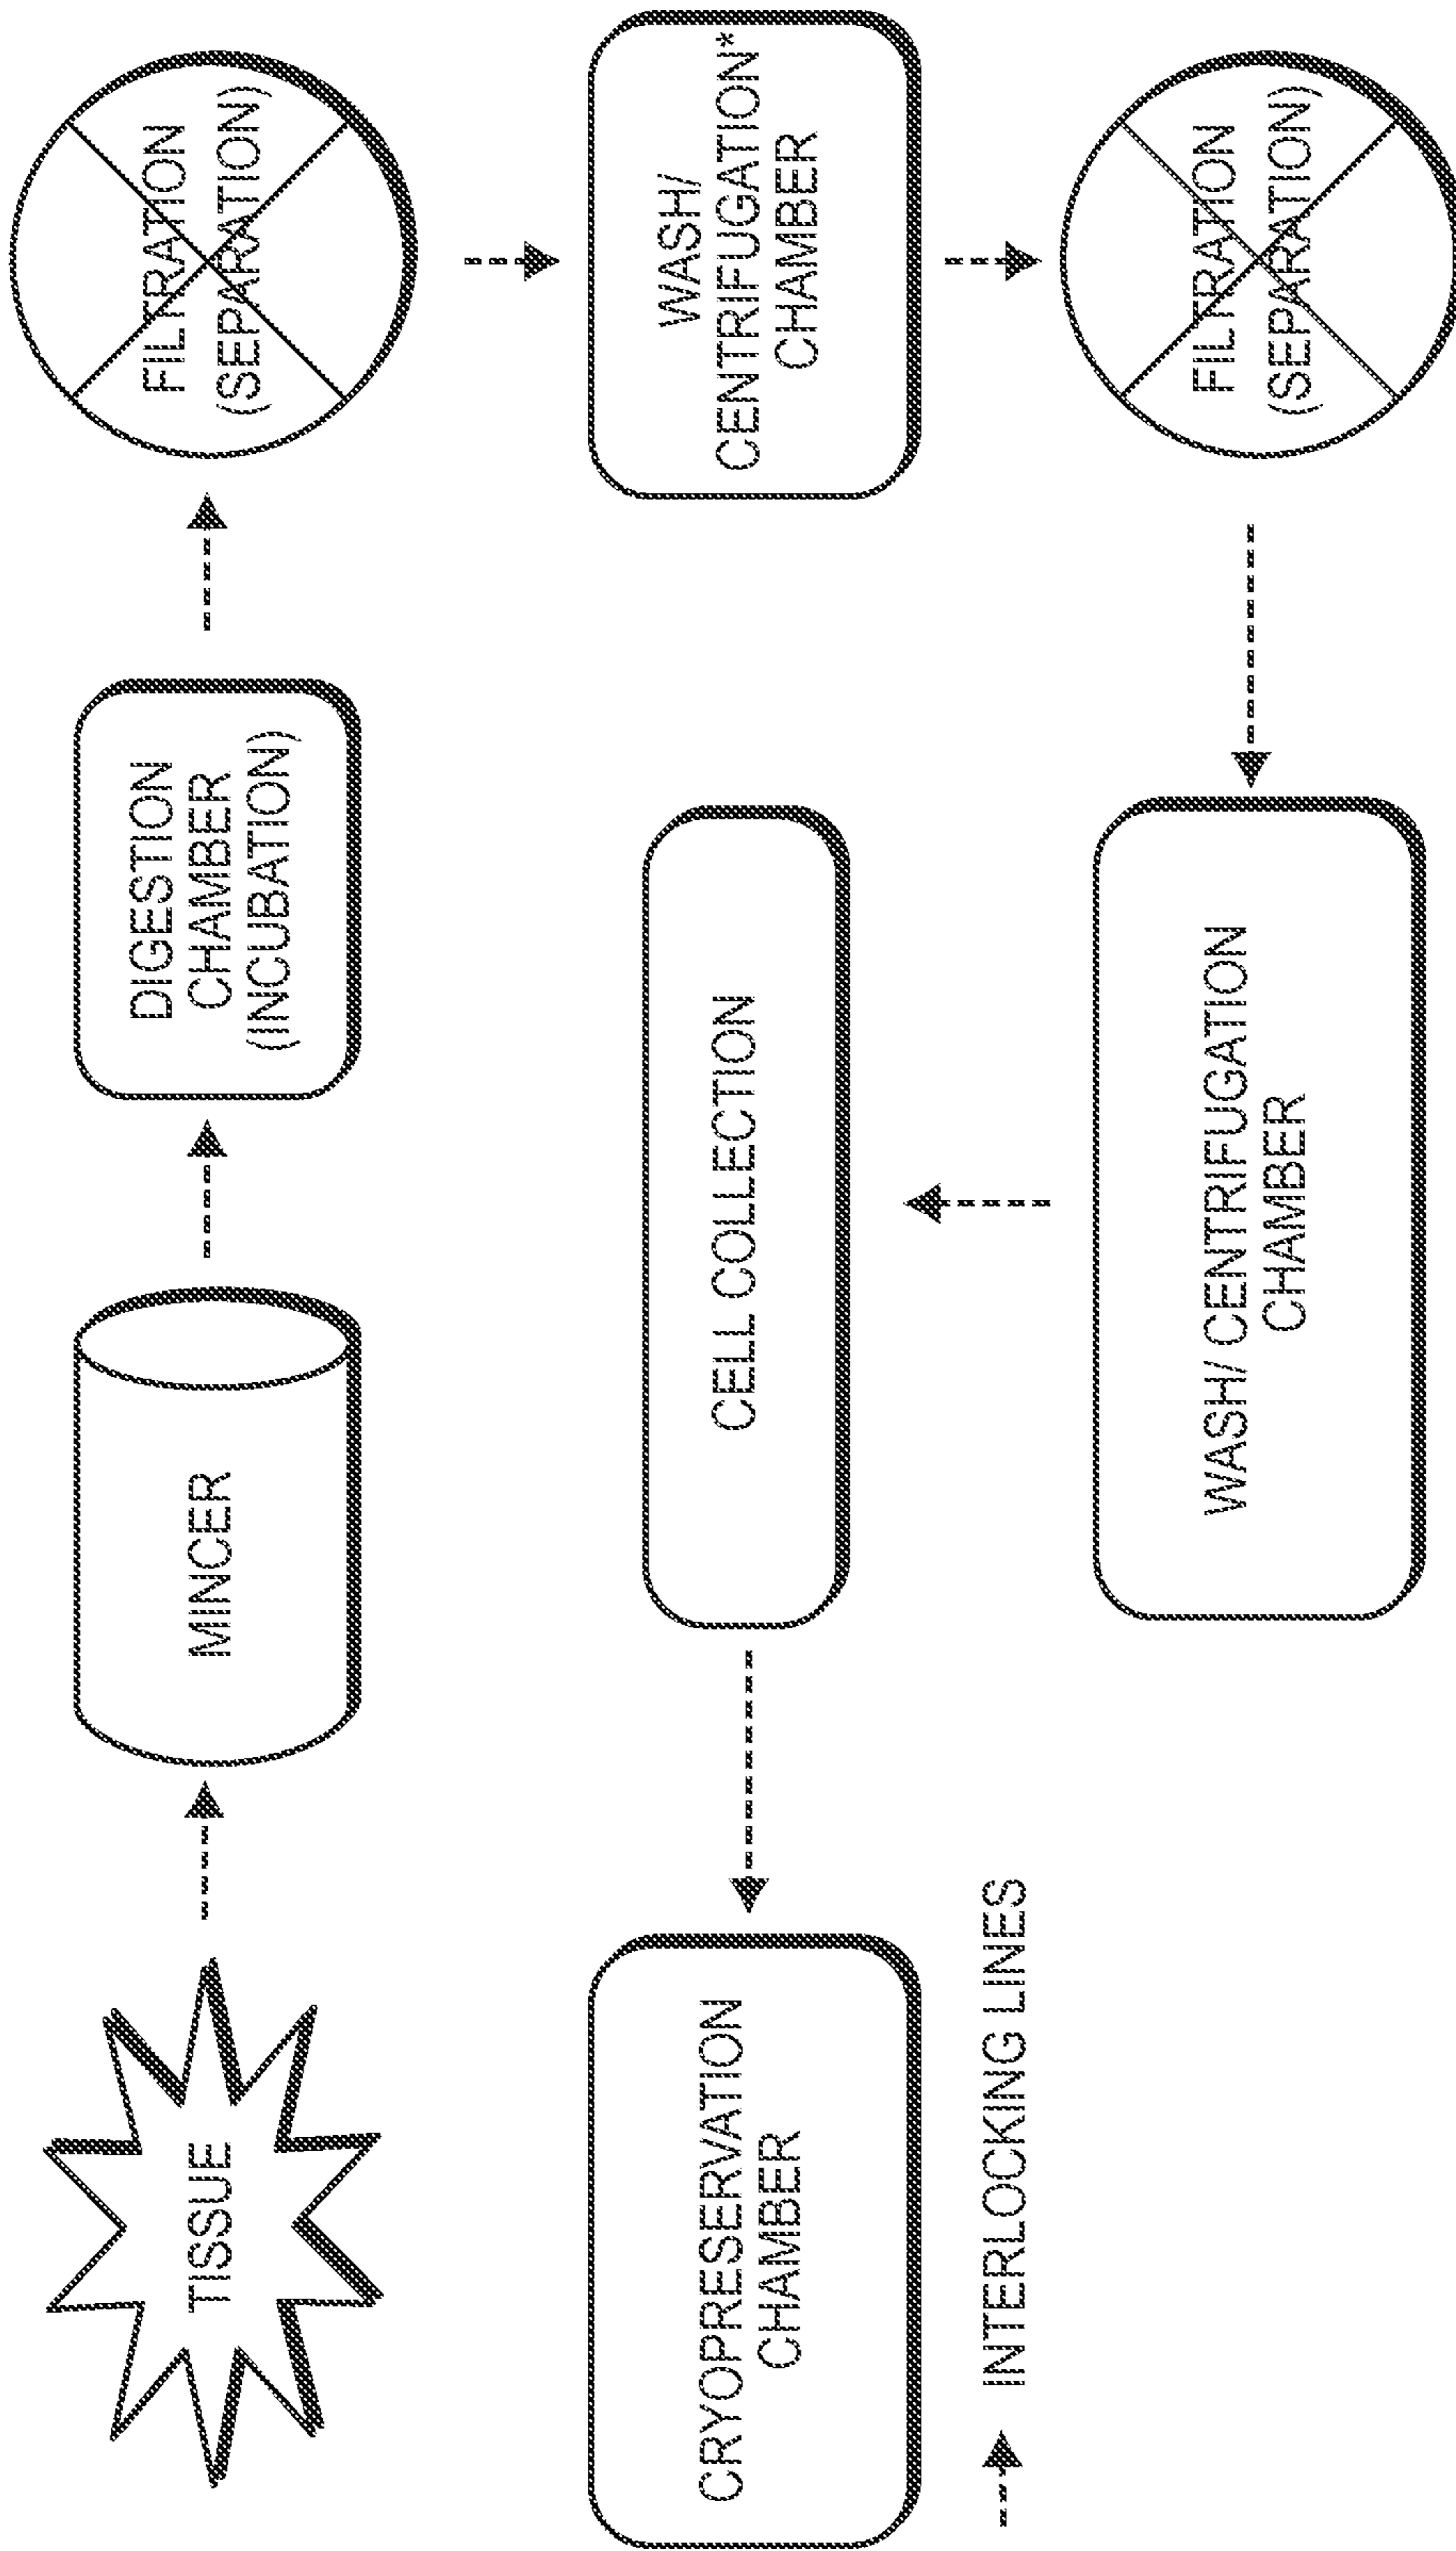 TISSUE
MINCER
DIGESTION
CHAMBER
(INCUBATION)
FILTRATION
(SEPARATION)
WASH/
CENTRIFUGATION*
CHAMBER
FILTRATION
(SEPARATION)
WASH/ CENTRIFUGATION
CHAMBER
CELL COLLECTION
CRYOPRESERVATION
CHAMBER
INTERLOCKING LINES